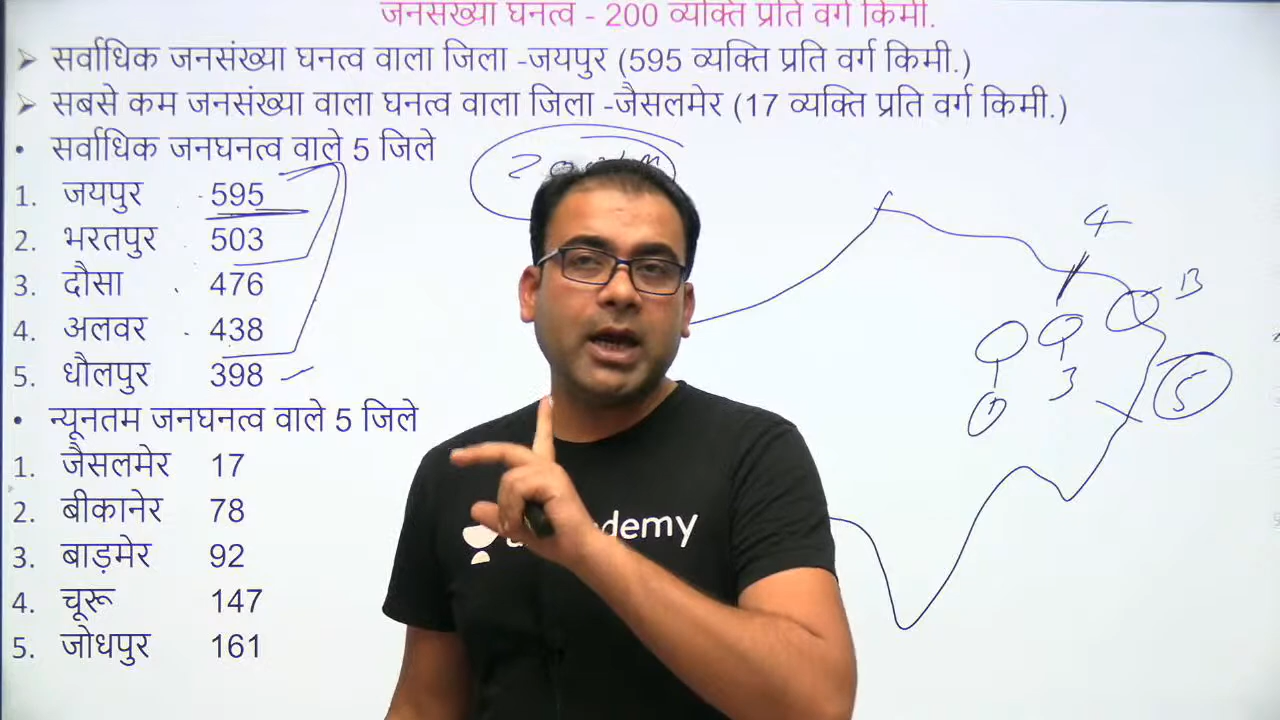 जनसंख्या घनत्व - 200 व्यक्ति प्रति वर्ग किमी.
➢ सर्वाधिक जनसंख्या घनत्व वाला जिला -जयपुर (595 व्यक्ति प्रति वर्ग किमी.)
➢ सबसे कम जनसंख्या वाला घनत्व वाला जिला -जैसलमेर (17 व्यक्ति प्रति वर्ग किमी.)
• सर्वाधिक जनघनत्व वाले 5 जिले
1. जयपुर 595
2. भरतपुर 503
3. दौसा 476
4. अलवर 438
5. धौलपुर 398
• न्यूनतम जनघनत्व वाले 5 जिले
1. जैसलमेर 17
2. बीकानेर 78
3. बाड़मेर 92
4. चूरू 147
5. जोधपुर 161
4
3
5